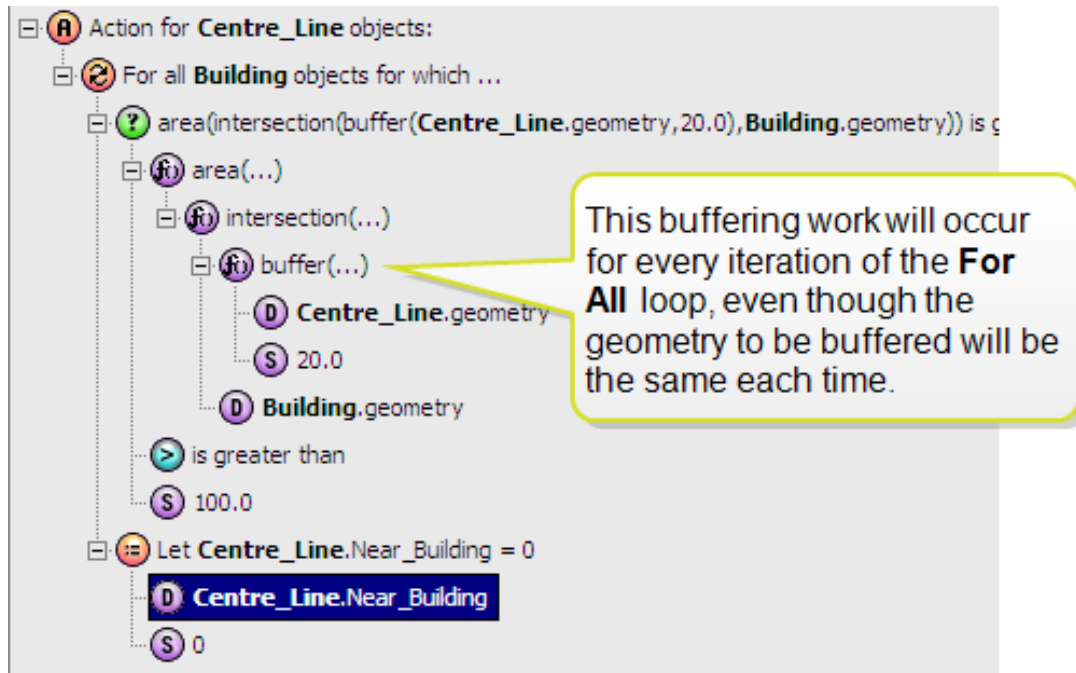 A Action for Centre_Line objects:
For all Building objects for which ...
? area(intersection(buffer(Centre_Line.geometry,20.0),Building.geometry)) is g
f() area(...)
f() intersection(...)
f() buffer(...)
D Centre_Line.geometry
S 20.0
D Building.geometry
> is greater than
S 100.0
:= Let Centre_Line.Near_Building = 0
D Centre_Line.Near_Building
S 0
This buffering work will occur
for every iteration of the For
All loop, even though the
geometry to be buffered will be
the same each time.